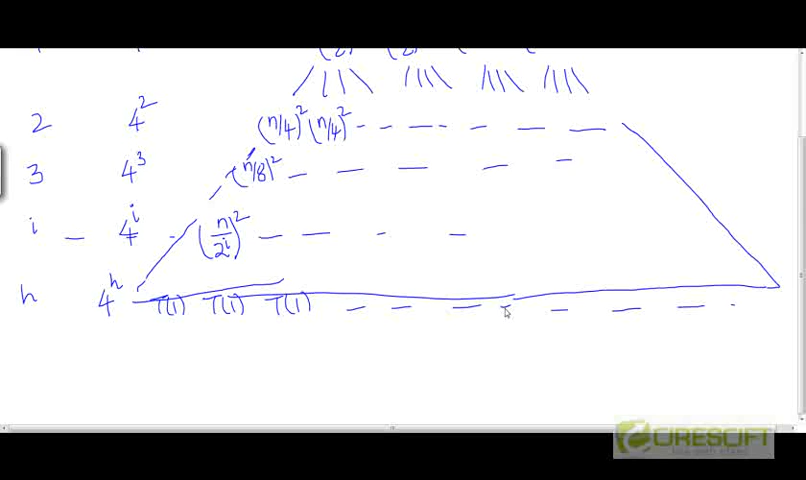 2 4^2 (n/4)^2 (n/4)^2 - - -- - - -
3 4^3 (n/8)^2 - - - - -
i - 4^i - (n/2^i)^2 - - - -
h 4^h T(1) T(1) T(1) - - - - - - - -